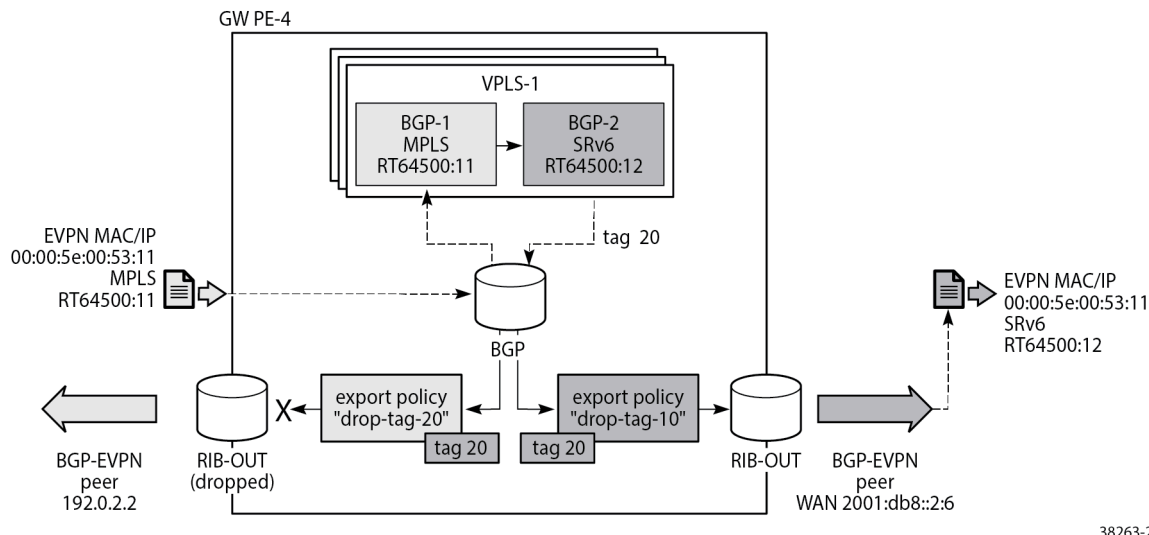 GW PE-4
VPLS-1
BGP-1
MPLS
RT64500:11
BGP-2
SRv6
RT64500:12
tag  20
EVPN MAC/IP
00:00:5e:00:53:11
MPLS
RT64500:11
EVPN MAC/IP
00:00:5e:00:53:11
SRv6
RT64500:12
BGP
export policy
"drop-tag-20"
tag 20
export policy
"drop-tag-10"
tag 20
X
BGP-EVPN
peer
192.0.2.2
RIB-OUT
(dropped)
RIB-OUT
BGP-EVPN
peer
WAN 2001:db8::2:6